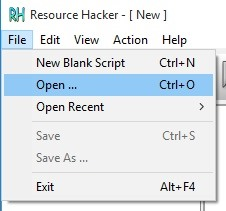 RH Resource Hacker - [ New ]
File Edit View Action Help
New Blank Script Ctrl+N
Open ... Ctrl+O
Open Recent >
Save Ctrl+S
Save As ...
Exit Alt+F4